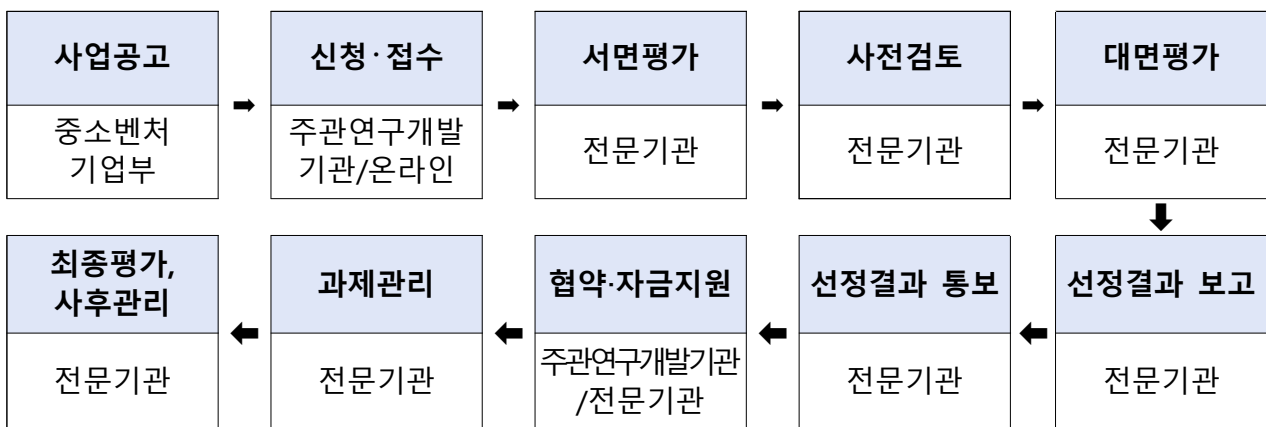 사업공고
중소벤처
기업부
신청·접수
주관연구개발
기관/온라인
서면평가
전문기관
사전검토
전문기관
대면평가
전문기관
선정결과 보고
전문기관
선정결과 통보
전문기관
협약·자금지원
주관연구개발기관
/전문기관
과제관리
전문기관
최종평가,
사후관리
전문기관